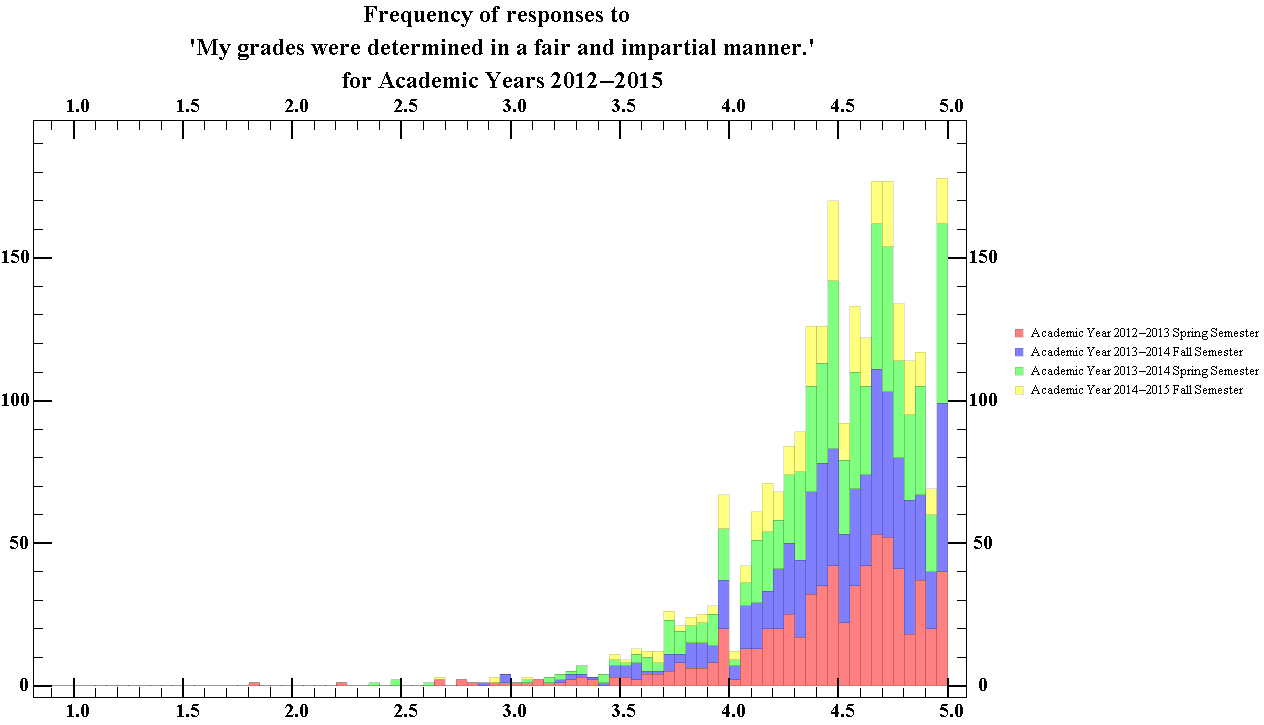 Frequency of responses to
'My grades were determined in a fair and impartial manner.'
for Academic Years 2012–2015
1.0 1.5 2.0 2.5 3.0 3.5 4.0 4.5 5.0
150 150
Academic Year 2012–2013 Spring Semester
Academic Year 2013–2014 Fall Semester
Academic Year 2013–2014 Spring Semester
Academic Year 2014–2015 Fall Semester
100 100
50 50
0 0
1.0 1.5 2.0 2.5 3.0 3.5 4.0 4.5 5.0